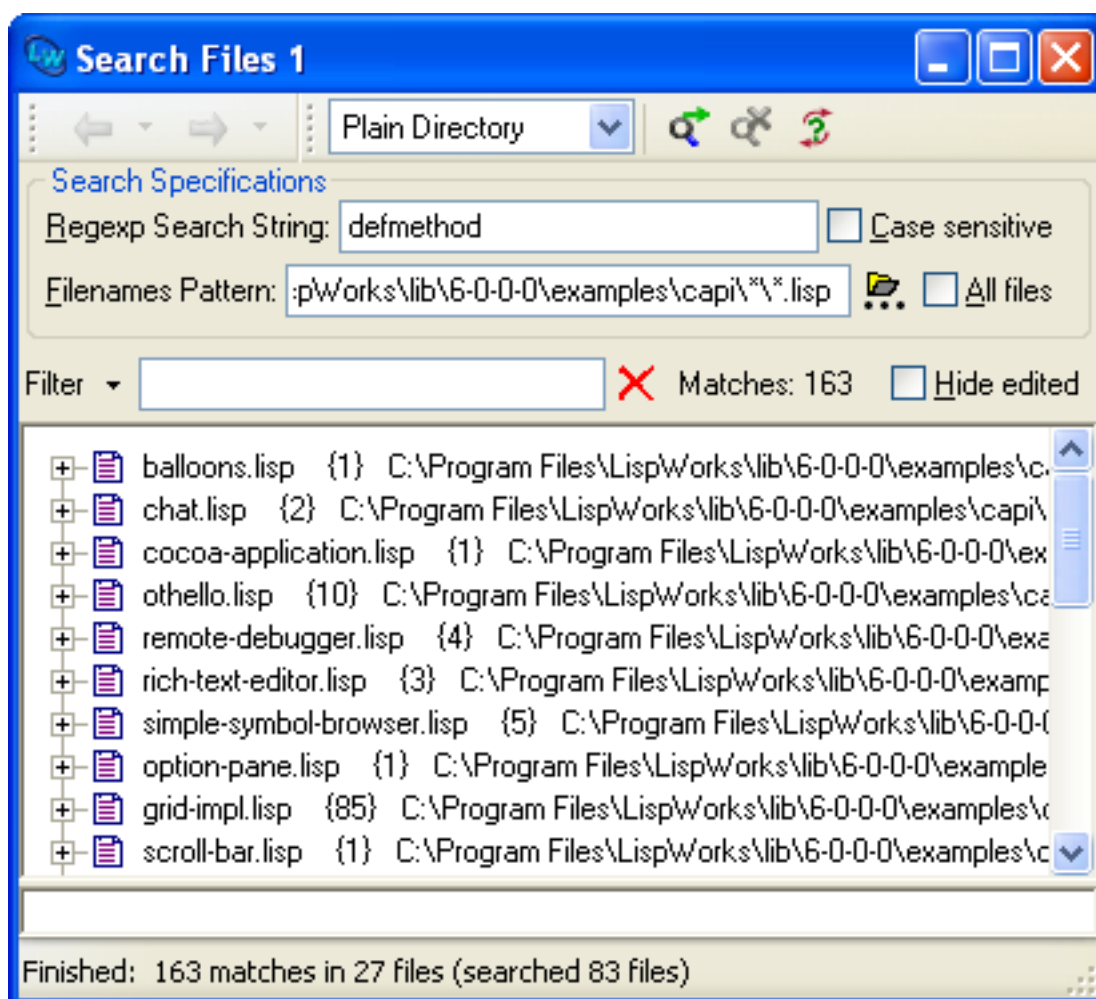 LW Search Files 1
Plain Directory
Search Specifications
Regexp Search String: defmethod Case sensitive
Filenames Pattern: :pWorks\lib\6-0-0-0\examples\capi\*\*.lisp All files
Filter Matches: 163 Hide edited
balloons.lisp {1} C:\Program Files\LispWorks\lib\6-0-0-0\examples\ca
chat.lisp {2} C:\Program Files\LispWorks\lib\6-0-0-0\examples\capi\
cocoa-application.lisp {1} C:\Program Files\LispWorks\lib\6-0-0-0\ex
othello.lisp {10} C:\Program Files\LispWorks\lib\6-0-0-0\examples\ca
remote-debugger.lisp {4} C:\Program Files\LispWorks\lib\6-0-0-0\exa
rich-text-editor.lisp {3} C:\Program Files\LispWorks\lib\6-0-0-0\examp
simple-symbol-browser.lisp {5} C:\Program Files\LispWorks\lib\6-0-0-0
option-pane.lisp {1} C:\Program Files\LispWorks\lib\6-0-0-0\example
grid-impl.lisp {85} C:\Program Files\LispWorks\lib\6-0-0-0\examples\c
scroll-bar.lisp {1} C:\Program Files\LispWorks\lib\6-0-0-0\examples\c
Finished: 163 matches in 27 files (searched 83 files)